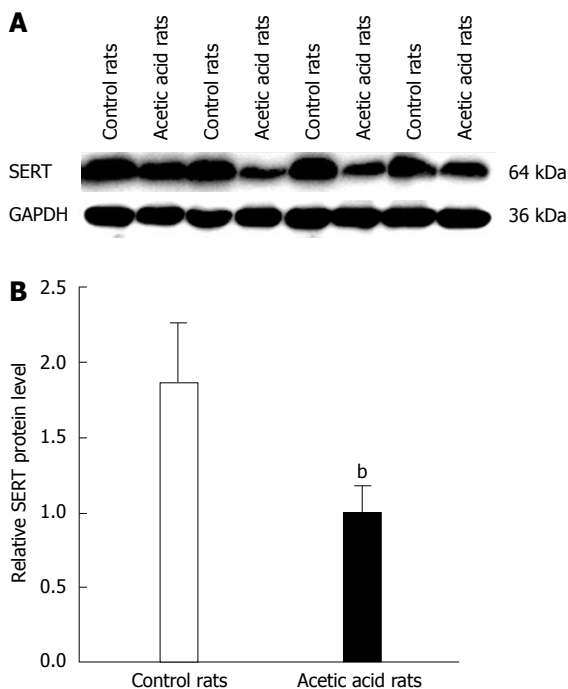 A
Control rats
Acetic acid rats
Control rats
Acetic acid rats
Control rats
Acetic acid rats
Control rats
Acetic acid rats
SERT
64 kDa
GAPDH
36 kDa
B
Relative SERT protein level
2.5
2.0
1.5
1.0
0.5
0.0
b
Control rats
Acetic acid rats